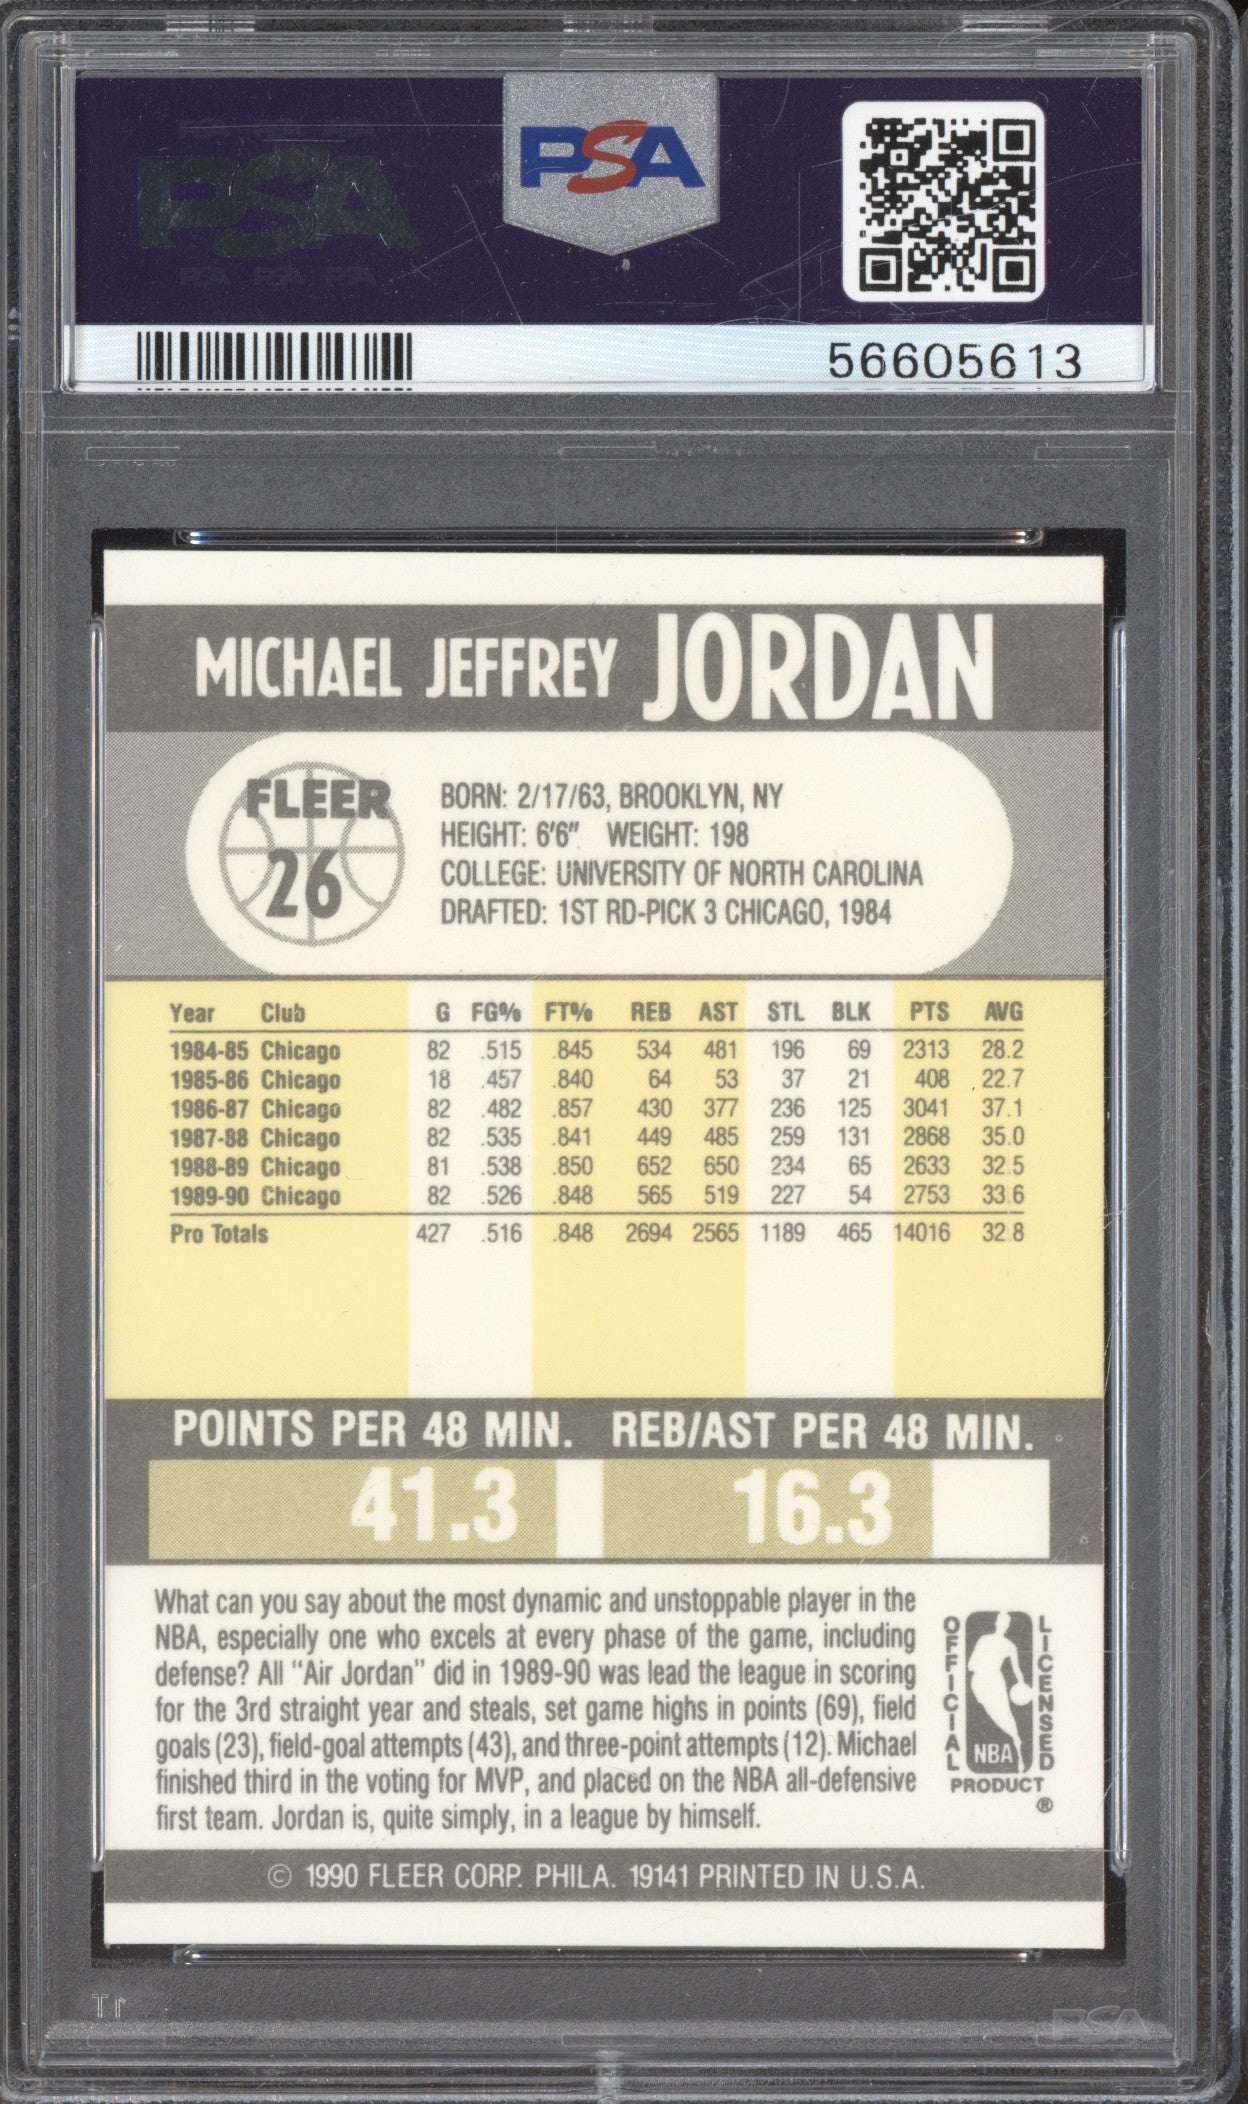 PSA
PSA
56605613
MICHAEL JEFFREY JORDAN
FLEER
26
BORN: 2/17/63, BROOKLYN, NY
HEIGHT: 6'6" WEIGHT: 198
COLLEGE: UNIVERSITY OF NORTH CAROLINA
DRAFTED: 1ST RD-PICK 3 CHICAGO, 1984
Year Club G FG% FT% REB AST STL BLK PTS AVG
1984-85 Chicago 82 .515 .845 534 481 196 69 2313 28.2
1985-86 Chicago 18 .457 .840 64 53 37 21 408 22.7
1986-87 Chicago 82 .482 .857 430 377 236 125 3041 37.1
1987-88 Chicago 82 .535 .841 449 485 259 131 2868 35.0
1988-89 Chicago 81 .538 .850 652 650 234 65 2633 32.5
1989-90 Chicago 82 .526 .848 565 519 227 54 2753 33.6
Pro Totals 427 .516 .848 2694 2565 1189 465 14016 32.8
POINTS PER 48 MIN. REB/AST PER 48 MIN.
41.3 16.3
What can you say about the most dynamic and unstoppable player in the
NBA, especially one who excels at every phase of the game, including
defense? All "Air Jordan" did in 1989-90 was lead the league in scoring
for the 3rd straight year and steals, set game highs in points (69), field
goals (23), field-goal attempts (43), and three-point attempts (12). Michael
finished third in the voting for MVP, and placed on the NBA all-defensive
first team. Jordan is, quite simply, in a league by himself.
OFFICIAL LICENSED
NBA
PRODUCT
®
© 1990 FLEER CORP. PHILA. 19141 PRINTED IN U.S.A.
PSA